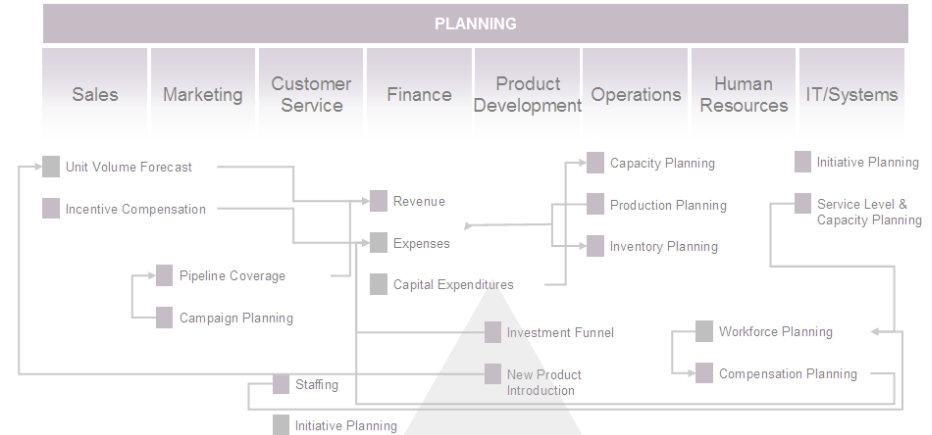 PLANNING
Sales
Marketing
Customer
Service
Finance
Product
Development
Operations
Human
Resources
IT/Systems
Unit Volume Forecast
Incentive Compensation
Pipeline Coverage
Campaign Planning
Staffing
Initiative Planning
Revenue
Expenses
Capital Expenditures
Investment Funnel
New Product
Introduction
Capacity Planning
Production Planning
Inventory Planning
Workforce Planning
Compensation Planning
Initiative Planning
Service Level &
Capacity Planning